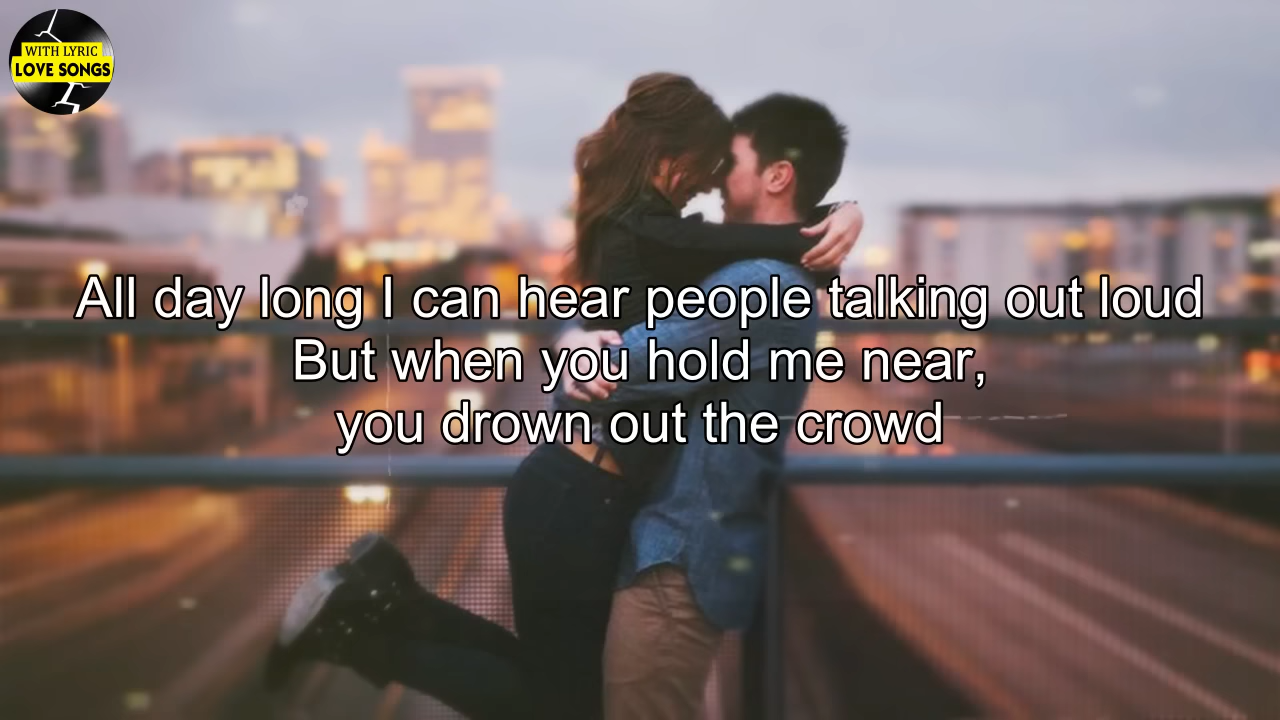 WITH LYRIC
LOVE SONGS
All day long I can hear people talking out loud
But when you hold me near,
you drown out the crowd